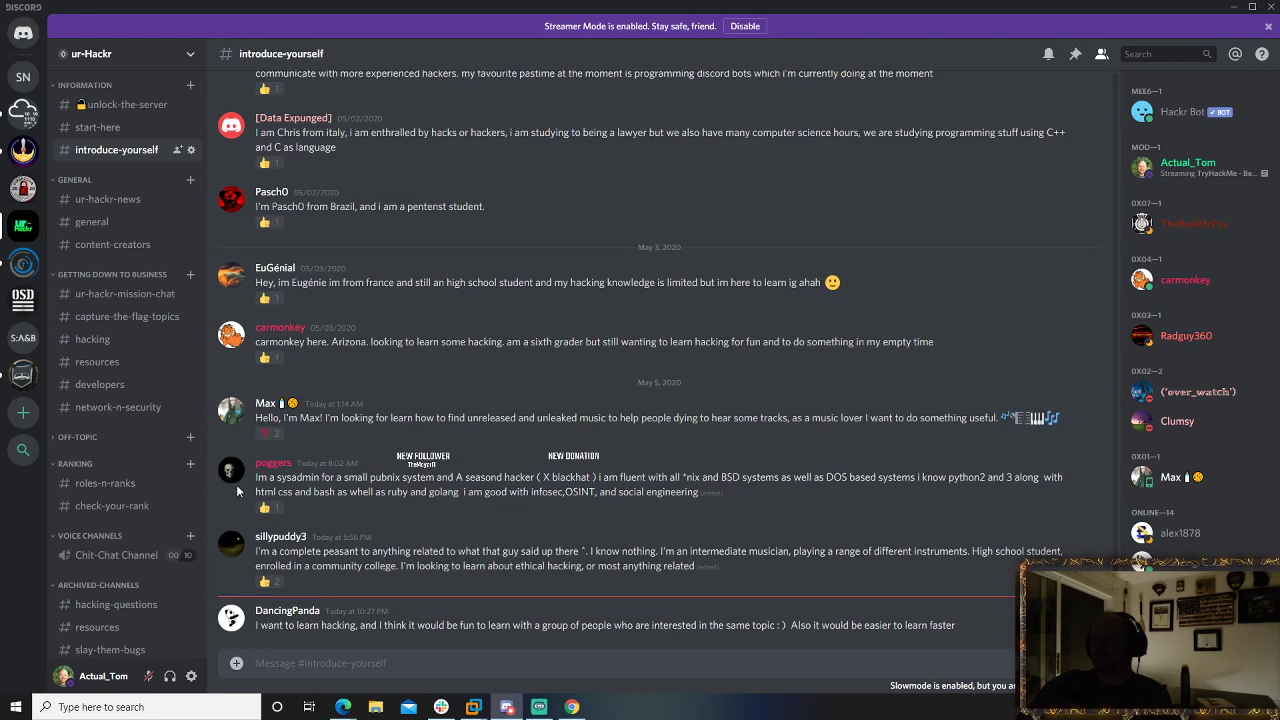 DISCORD
Streamer Mode is enabled. Stay safe, friend. Disable
ur-Hackr
# introduce-yourself
Search
INFORMATION
unlock-the-server
start-here
introduce-yourself
GENERAL
ur-hackr-news
general
content-creators
GETTING DOWN TO BUSINESS
ur-hackr-mission-chat
capture-the-flag-topics
hacking
resources
developers
network-n-security
OFF-TOPIC
RANKING
roles-n-ranks
check-your-rank
VOICE CHANNELS
Chit-Chat Channel 00 10
ARCHIVED-CHANNELS
hacking-questions
resources
slay-them-bugs
Actual_Tom
SN
ur-Hackr
OSD
S:A&B
communicate with more experienced hackers. my favourite pastime at the moment is programming discord bots which i'm currently doing at the moment
1
[Data Expunged] 05/02/2020
I am Chris from italy, i am enthralled by hacks or hackers, i am studying to being a lawyer but we also have many computer science hours, we are studying programming stuff using C++
and C as language
1
Pasch0 05/02/2020
I'm Pasch0 from Brazil, and i am a pentenst student.
1
May 3, 2020
EuGénial 05/03/2020
Hey, im Eugénie im from france and still an high school student and my hacking knowledge is limited but im here to learn ig ahah
1
carmonkey 05/03/2020
carmonkey here. Arizona. looking to learn some hacking. am a sixth grader but still wanting to learn hacking for fun and to do something in my empty time
1
May 5, 2020
Max Today at 1:14 AM
Hello, I'm Max! I'm looking for learn how to find unreleased and unleaked music to help people dying to hear some tracks, as a music lover I want to do something useful.
2
poggers Today at 8:02 AM
NEW FOLLOWER
NEW DONATION
Im a sysadmin for a small pubnix system and A seasond hacker ( X blackhat ) i am fluent with all *nix and BSD systems as well as DOS based systems i know python2 and 3 along with
html css and bash as whell as ruby and golang i am good with infosec,OSINT, and social engineering (edited)
1
sillypuddy3 Today at 5:56 PM
I'm a complete peasant to anything related to what that guy said up there ^. I know nothing. I'm an intermediate musician, playing a range of different instruments. High school student,
enrolled in a community college. I'm looking to learn about ethical hacking, or most anything related (edited)
2
DancingPanda Today at 10:27 PM
I want to learn hacking, and I think it would be fun to learn with a group of people who are interested in the same topic : ) Also it would be easier to learn faster
Message #introduce-yourself
Slowmode is enabled, but you ar
MEE6—1
Hackr Bot BOT
MOD—1
Actual_Tom
Streaming TryHackMe - Be...
0X07—1
TheReelMcPoy
0X04—1
carmonkey
0X03—1
Radguy360
0X02—2
('over_watch')
Clumsy
0X01—1
Max
ONLINE—14
alex1878
Type here to search